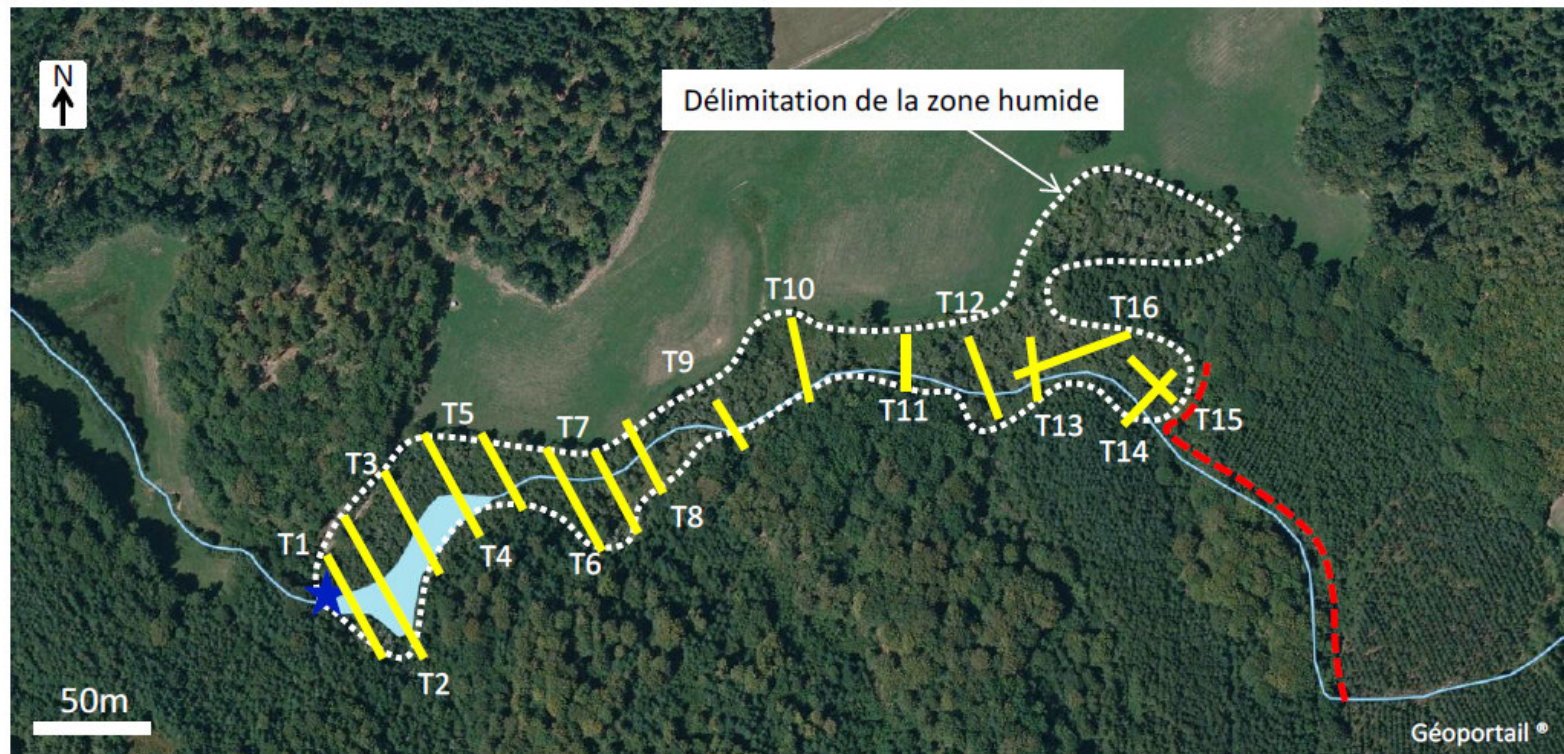 N
Délimitation de la zone humide
T10
T12
T16
T9
T5
T7
T11
T13
T14
T15
T3
T8
T4
T6
T1
T2
50m
Géoportail ®